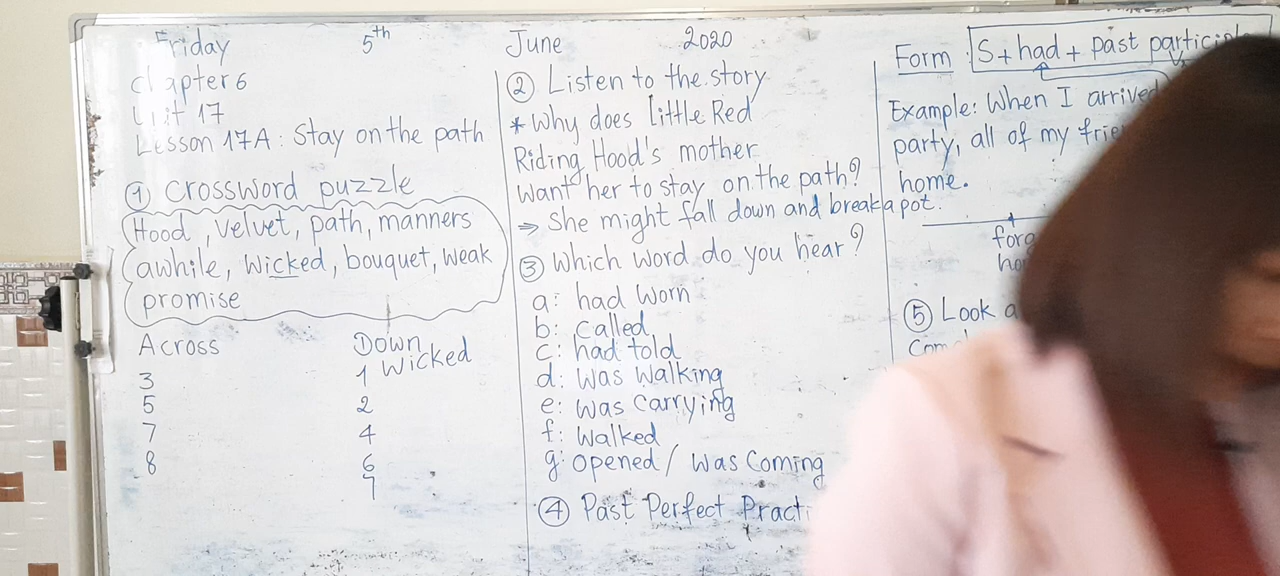 Friday 5th June 2020
Chapter 6
Unit 17
Lesson 17A: Stay on the path
① Crossword puzzle
Hood, velvet, path, manners
awhile, wicked, bouquet, weak
promise
Across Down
3 1 Wicked
5 2
7 4
8 6
7
② Listen to the story
* Why does Little Red
Riding Hood's mother
want her to stay on the path?
⇒ She might fall down and break a pot.
③ Which word do you hear?
a: had worn
b: called
c: had told
d: was walking
e: was carrying
f: walked
g: opened / was coming
④ Past Perfect
Form: S + had + past
Example: When I arrived
party, all of my
home.
⑤ Look